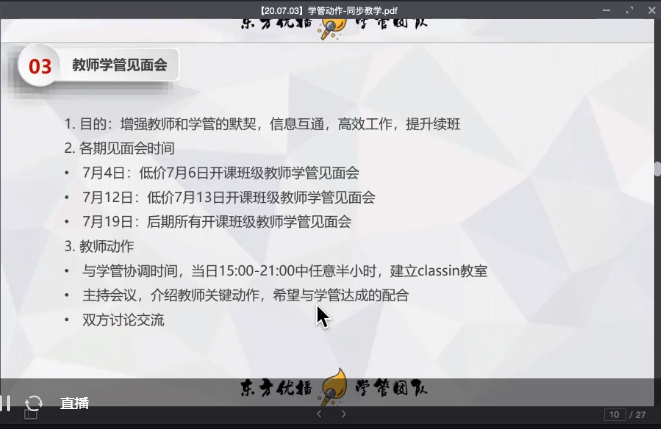 【20.07.03】学管动作-同步教学.pdf
东方优播 学管团队
03 教师学管见面会
1. 目的：增强教师和学管的默契，信息互通，高效工作，提升续班
2. 各期见面会时间
• 7月4日：低价7月6日开课班级教师学管见面会
• 7月12日：低价7月13日开课班级教师学管见面会
• 7月19日：后期所有开课班级教师学管见面会
3. 教师动作
• 与学管协调时间，当日15:00-21:00中任意半小时，建立classin教室
• 主持会议，介绍教师关键动作，希望与学管达成的配合
• 双方讨论交流
东方优播 学管团队
直播
10 / 27